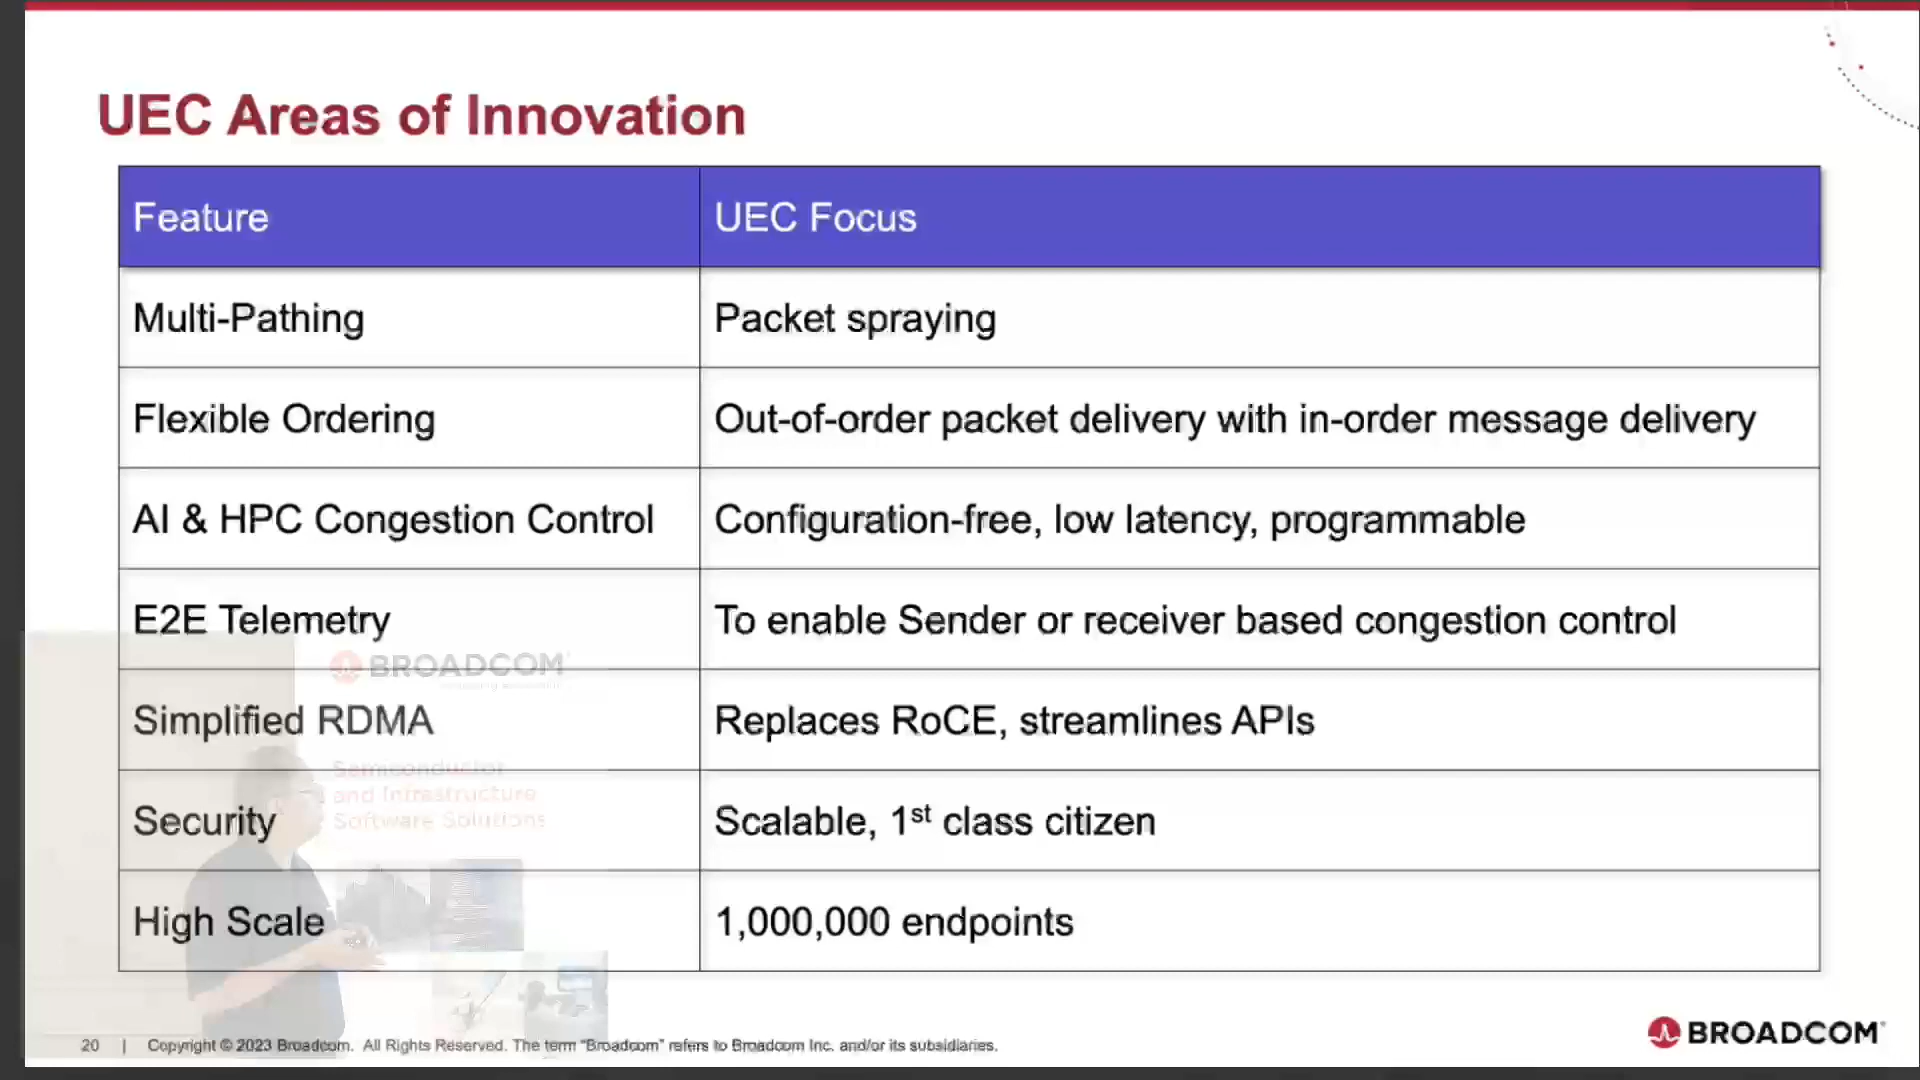 UEC Areas of Innovation
Feature UEC Focus
Multi-Pathing Packet spraying
Flexible Ordering Out-of-order packet delivery with in-order message delivery
AI & HPC Congestion Control Configuration-free, low latency, programmable
E2E Telemetry To enable Sender or receiver based congestion control
BROADCOM
Simplified RDMA Replaces RoCE, streamlines APIs
Semiconductor
and Infrastructure
Software Solutions
Security Scalable, 1st class citizen
High Scale 1,000,000 endpoints
20 | Copyright © 2023 Broadcom. All Rights Reserved. The term “Broadcom” refers to Broadcom Inc. and/or its subsidiaries.
BROADCOM